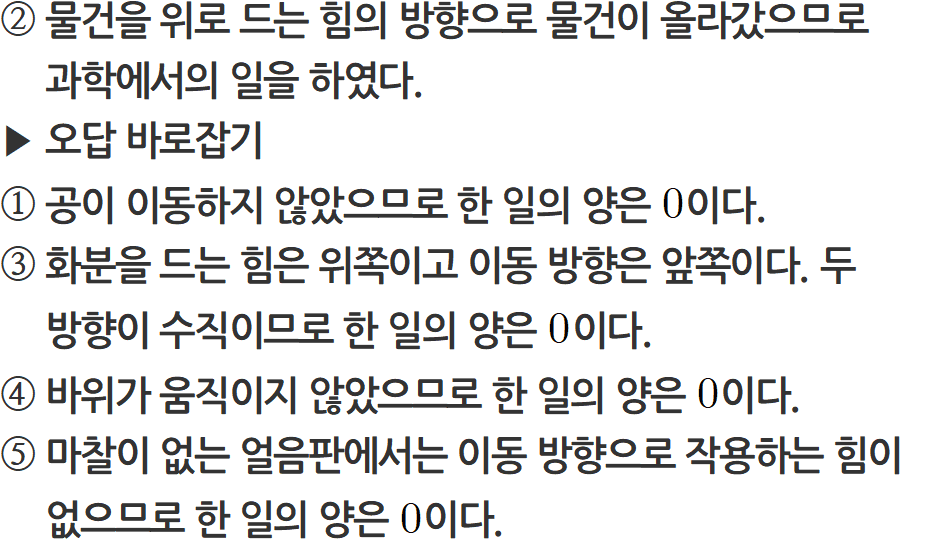 ② 물건을 위로 드는 힘의 방향으로 물건이 올라갔으므로
과학에서의 일을 하였다.
▶ 오답 바로잡기
① 공이 이동하지 않았으므로 한 일의 양은 0이다.
③ 화분을 드는 힘은 위쪽이고 이동 방향은 앞쪽이다. 두
방향이 수직이므로 한 일의 양은 0이다.
④ 바위가 움직이지 않았으므로 한 일의 양은 0이다.
⑤ 마찰이 없는 얼음판에서는 이동 방향으로 작용하는 힘이
없으므로 한 일의 양은 0이다.